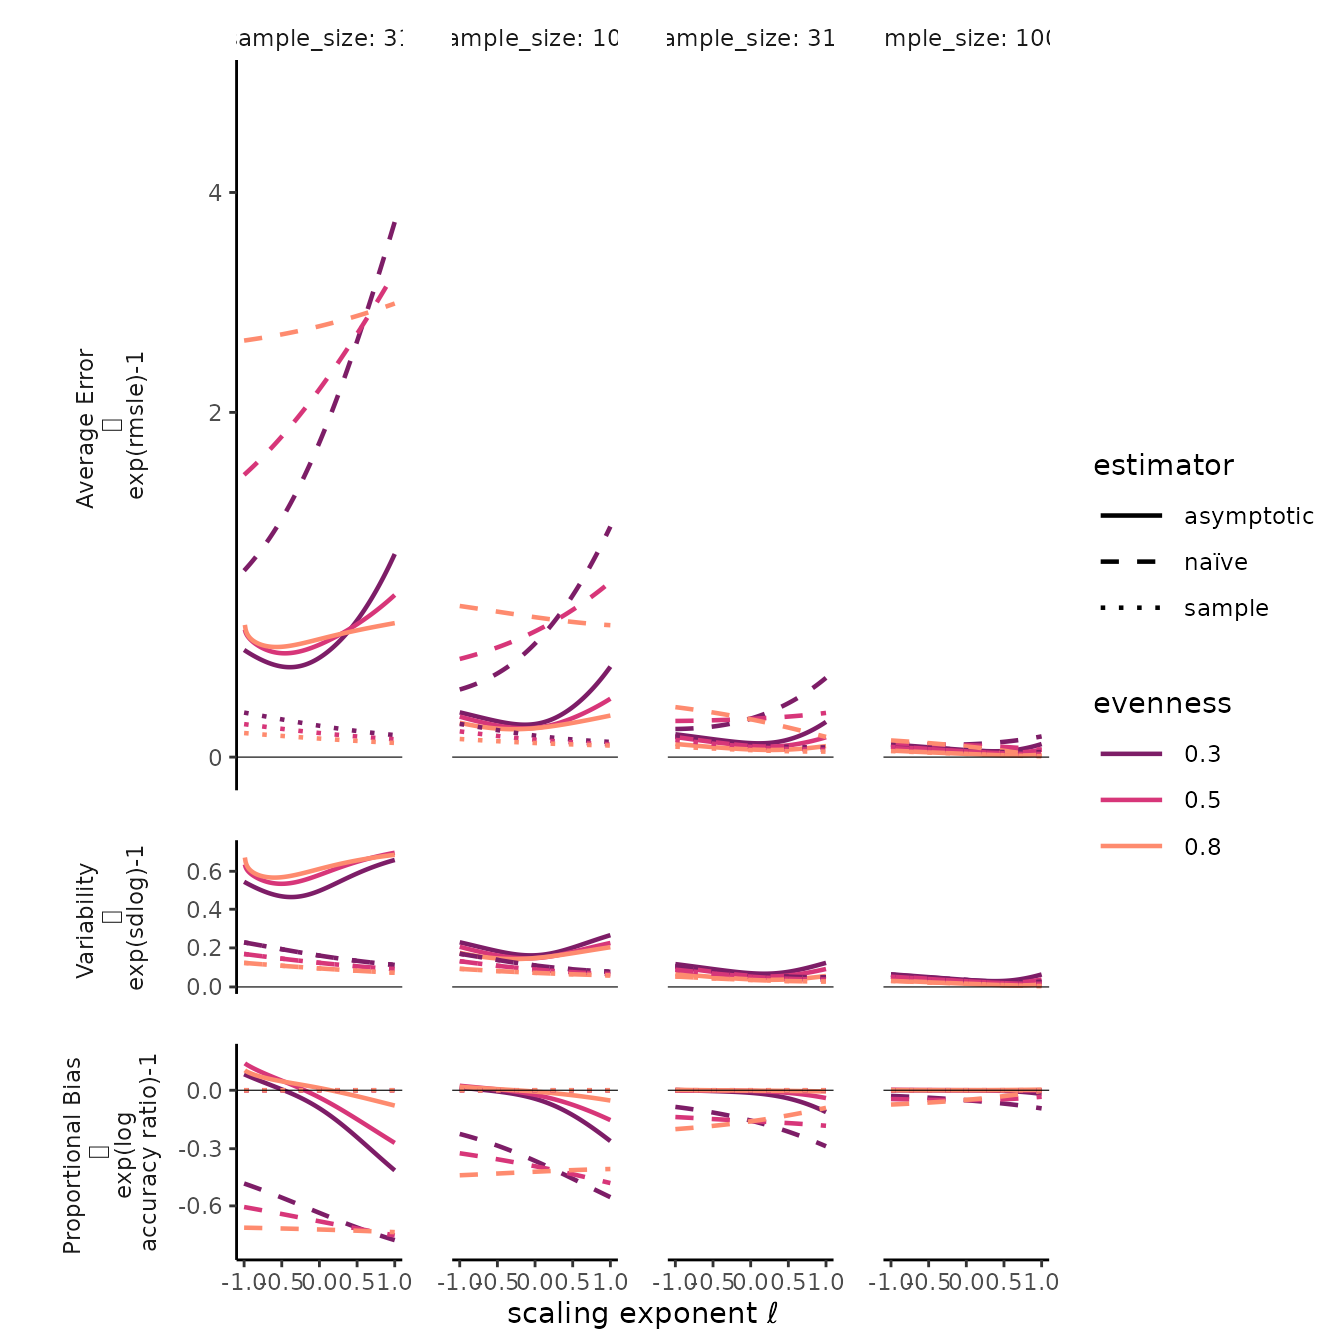 ample_size: 31
ample_size: 10
ample_size: 31
mple_size: 100
4
2
0
Average Error
exp(rmsle)-1
0.6
0.4
0.2
0.0
Variability
exp(sdlog)-1
0.0
-0.3
-0.6
Proportional Bias
exp(log
accuracy ratio)-1
-1.0 -0.5 0.0 0.5 1.0
-1.0 -0.5 0.0 0.5 1.0
-1.0 -0.5 0.0 0.5 1.0
-1.0 -0.5 0.0 0.5 1.0
scaling exponent ℓ
estimator
asymptotic
naïve
sample
evenness
0.3
0.5
0.8